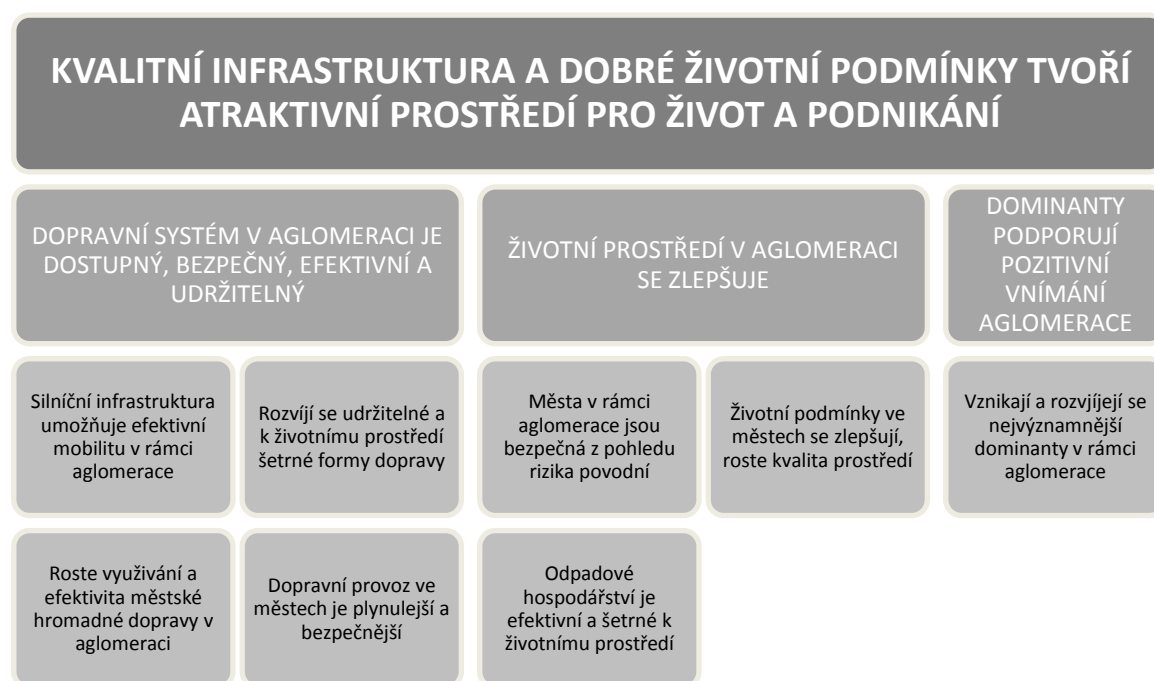 KVALITNÍ INFRASTRUKTURA A DOBRÉ ŽIVOTNÍ PODMÍNKY TVOŘÍ
ATRAKTIVNÍ PROSTŘEDÍ PRO ŽIVOT A PODNIKÁNÍ
DOPRAVNÍ SYSTÉM V AGLOMERACI JE
DOSTUPNÝ, BEZPEČNÝ, EFEKTIVNÍ A
UDRŽITELNÝ
ŽIVOTNÍ PROSTŘEDÍ V AGLOMERACI
SE ZLEPŠUJE
DOMINANTY
PODPORUJÍ
POZITIVNÍ
VNÍMÁNÍ
AGLOMERACE
Silníční infrastruktura
umožňuje efektivní
mobilitu v rámci
aglomerace
Rozvíjí se udržitelné a
k životnímu prostředí
šetrné formy dopravy
Města v rámci
aglomerace jsou
bezpečná z pohledu
rizika povodní
Životní podmínky ve
městech se zlepšují,
roste kvalita prostředí
Vznikají a rozvjíjejí se
nejvýznamnější
dominanty v rámci
aglomerace
Roste využivání a
efektivita městské
hromadné dopravy v
aglomeraci
Dopravní provoz ve
městech je plynulejší a
bezpečnější
Odpadové
hospodářství je
efektivní a šetrné k
životnímu prostředí